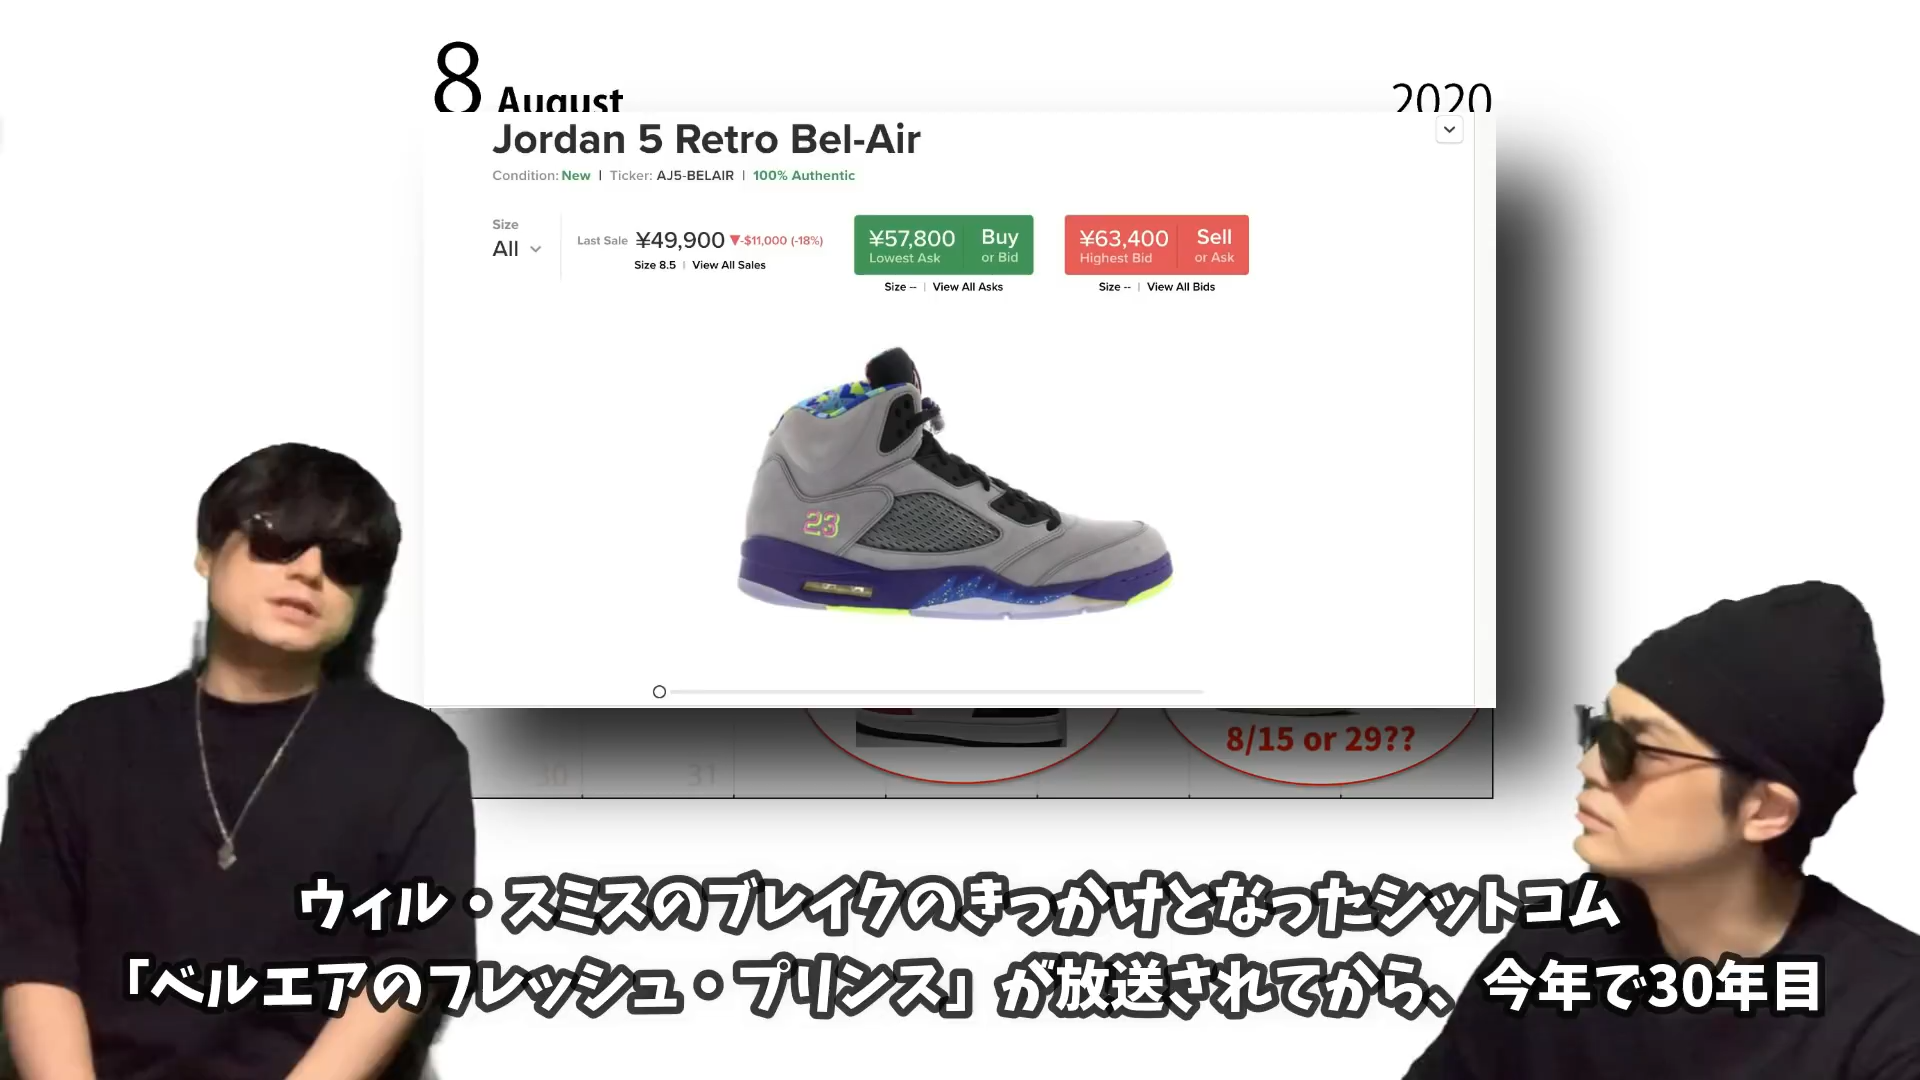 8 August
2020
Jordan 5 Retro Bel-Air
Condition: New | Ticker: AJ5-BELAIR | 100% Authentic
Size
All
Last Sale ¥49,900 ▼-$11,000 (-18%)
Size 8.5 | View All Sales
¥57,800 Buy
Lowest Ask or Bid
Size -- | View All Asks
¥63,400 Sell
Highest Bid or Ask
Size -- | View All Bids
23
8/15 or 29??
30
31
ウィル・スミスのブレイクのきっかけとなったシットコム
「ベルエアのフレッシュ・プリンス」が放送されてから、今年で30年目